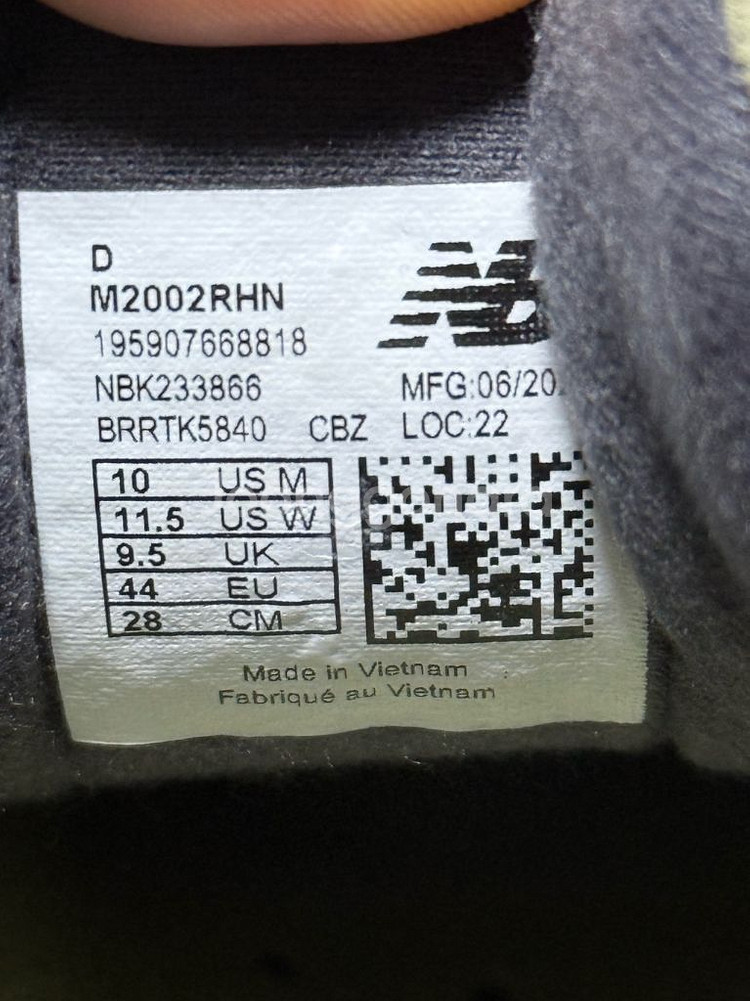 D
M2002RHN
195907668818
NBK233866 MFG:06/20
BRRTK5840 CBZ LOC:22
10 US M
11.5 US W
9.5 UK
44 EU
28 CM
Made in Vietnam
Fabriqué au Vietnam